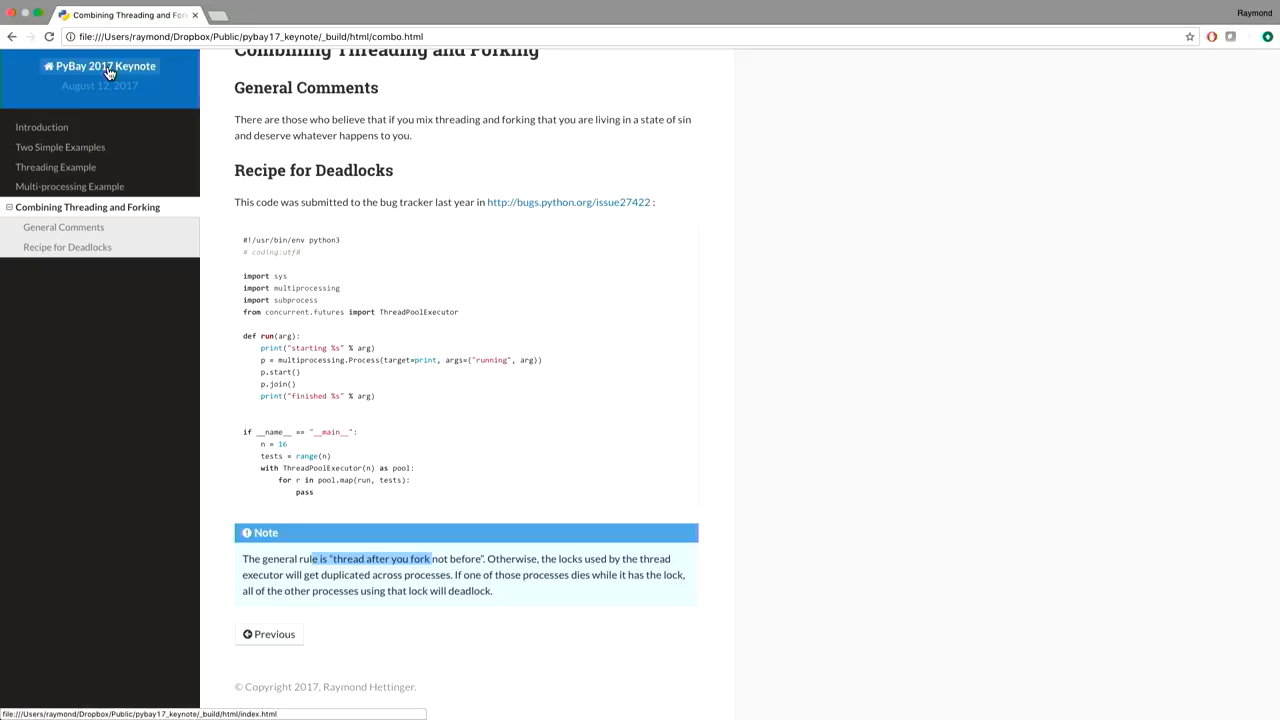 Combining Threading and For
Raymond
file:///Users/raymond/Dropbox/Public/pybay17_keynote/_build/html/combo.html
PyBay 2017 Keynote
August 12, 2017
Introduction
Two Simple Examples
Threading Example
Multi-processing Example
Combining Threading and Forking
General Comments
Recipe for Deadlocks
Combining Threading and Forking
General Comments
There are those who believe that if you mix threading and forking that you are living in a state of sin
and deserve whatever happens to you.
Recipe for Deadlocks
This code was submitted to the bug tracker last year in http://bugs.python.org/issue27422 :
#!/usr/bin/env python3
# coding:utf8
import sys
import multiprocessing
import subprocess
from concurrent.futures import ThreadPoolExecutor
def run(arg):
print("starting %s" % arg)
p = multiprocessing.Process(target=print, args=("running", arg))
p.start()
p.join()
print("finished %s" % arg)
if __name__ == "__main__":
n = 16
tests = range(n)
with ThreadPoolExecutor(n) as pool:
for r in pool.map(run, tests):
pass
Note
The general rule is “thread after you fork not before”. Otherwise, the locks used by the thread
executor will get duplicated across processes. If one of those processes dies while it has the lock,
all of the other processes using that lock will deadlock.
Previous
© Copyright 2017, Raymond Hettinger.
file:///Users/raymond/Dropbox/Public/pybay17_keynote/_build/html/index.html